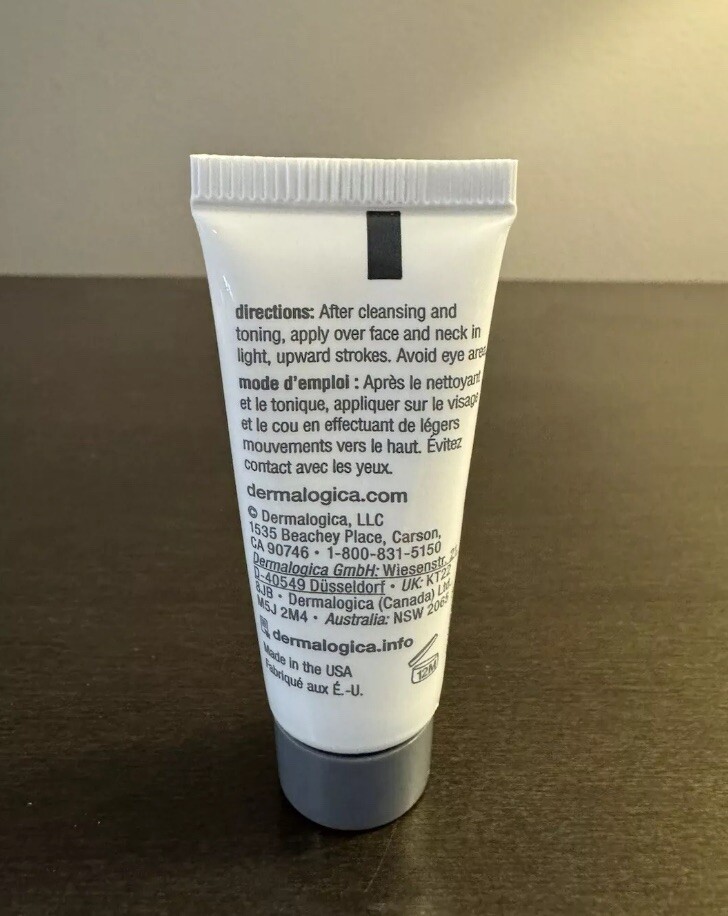 directions: After cleansing and
toning, apply over face and neck in
light, upward strokes. Avoid eye area
mode d'emploi : Après le nettoyant
et le tonique, appliquer sur le visage
et le cou en effectuant de légers
mouvements vers le haut. Évitez
contact avec les yeux.
dermalogica.com
© Dermalogica, LLC
1535 Beachey Place, Carson,
CA 90746 • 1-800-831-5150
Dermalogica GmbH: Wiesenstr.
D-40549 Düsseldorf • UK: KT22
8JB • Dermalogica (Canada) Ltd
M5J 2M4 • Australia: NSW
dermalogica.info
Made in the USA
12M
Fabriqué aux É.-U.